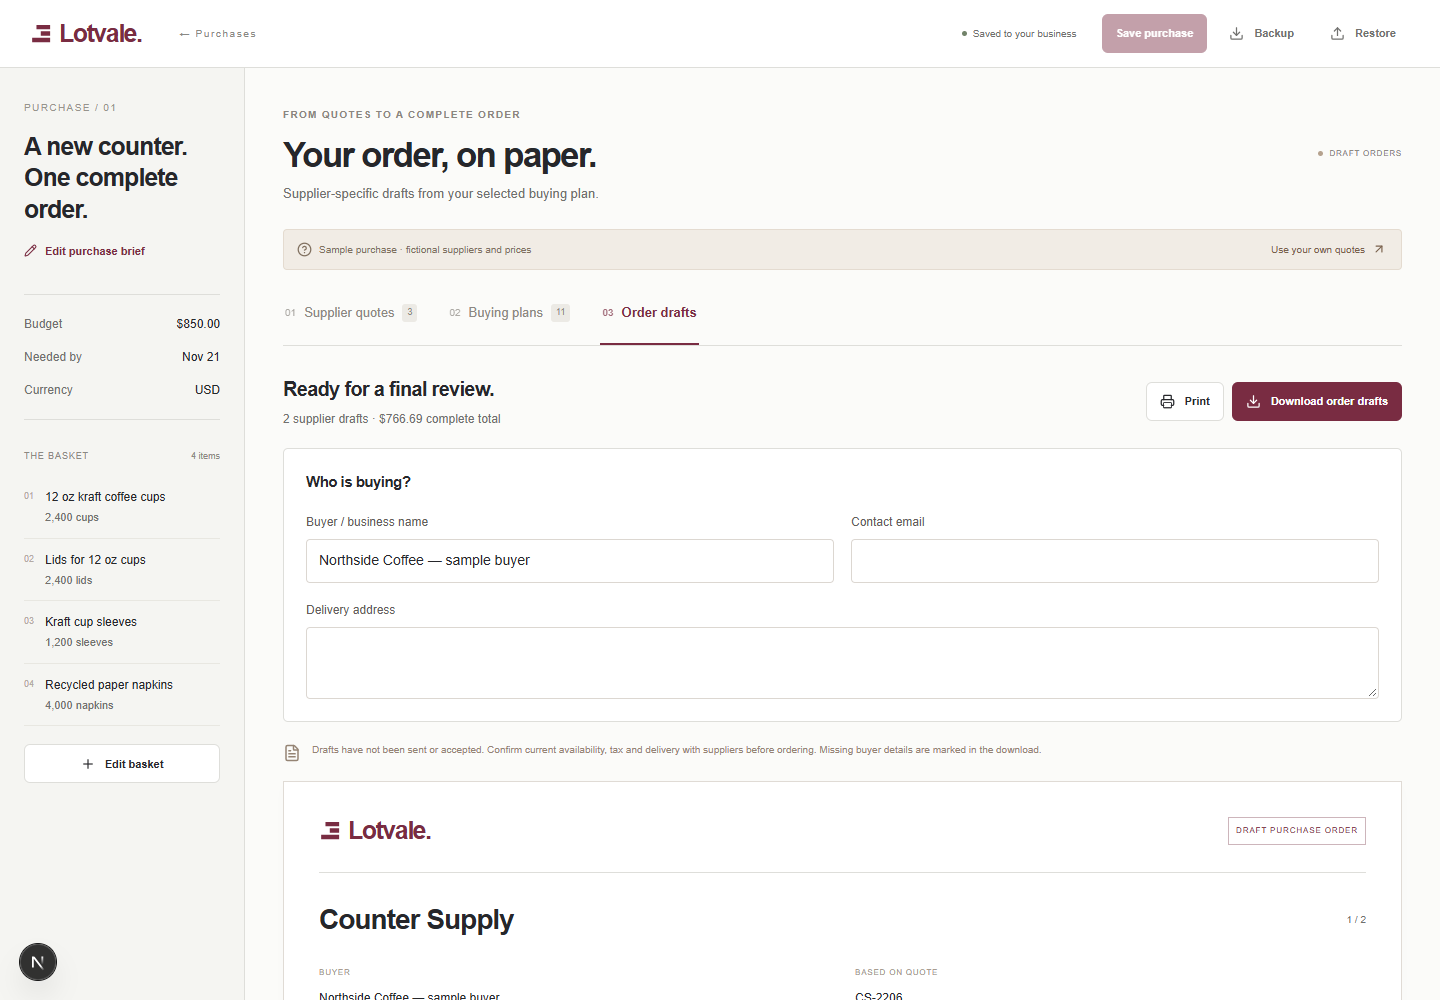 Lotvale.
← Purchases
Saved to your business
Save purchase
Backup
Restore
PURCHASE / 01
A new counter.
One complete
order.
Edit purchase brief
Budget $850.00
Needed by Nov 21
Currency USD
THE BASKET 4 items
01 12 oz kraft coffee cups
2,400 cups
02 Lids for 12 oz cups
2,400 lids
03 Kraft cup sleeves
1,200 sleeves
04 Recycled paper napkins
4,000 napkins
+ Edit basket
N
FROM QUOTES TO A COMPLETE ORDER
Your order, on paper.
DRAFT ORDERS
Supplier-specific drafts from your selected buying plan.
Sample purchase · fictional suppliers and prices
Use your own quotes
01 Supplier quotes 3
02 Buying plans 11
03 Order drafts
Ready for a final review.
2 supplier drafts · $766.69 complete total
Print
Download order drafts
Who is buying?
Buyer / business name
Contact email
Northside Coffee — sample buyer
Delivery address
Drafts have not been sent or accepted. Confirm current availability, tax and delivery with suppliers before ordering. Missing buyer details are marked in the download.
Lotvale.
DRAFT PURCHASE ORDER
Counter Supply
1 / 2
BUYER
BASED ON QUOTE
Northside Coffee — sample buyer
CS-2206